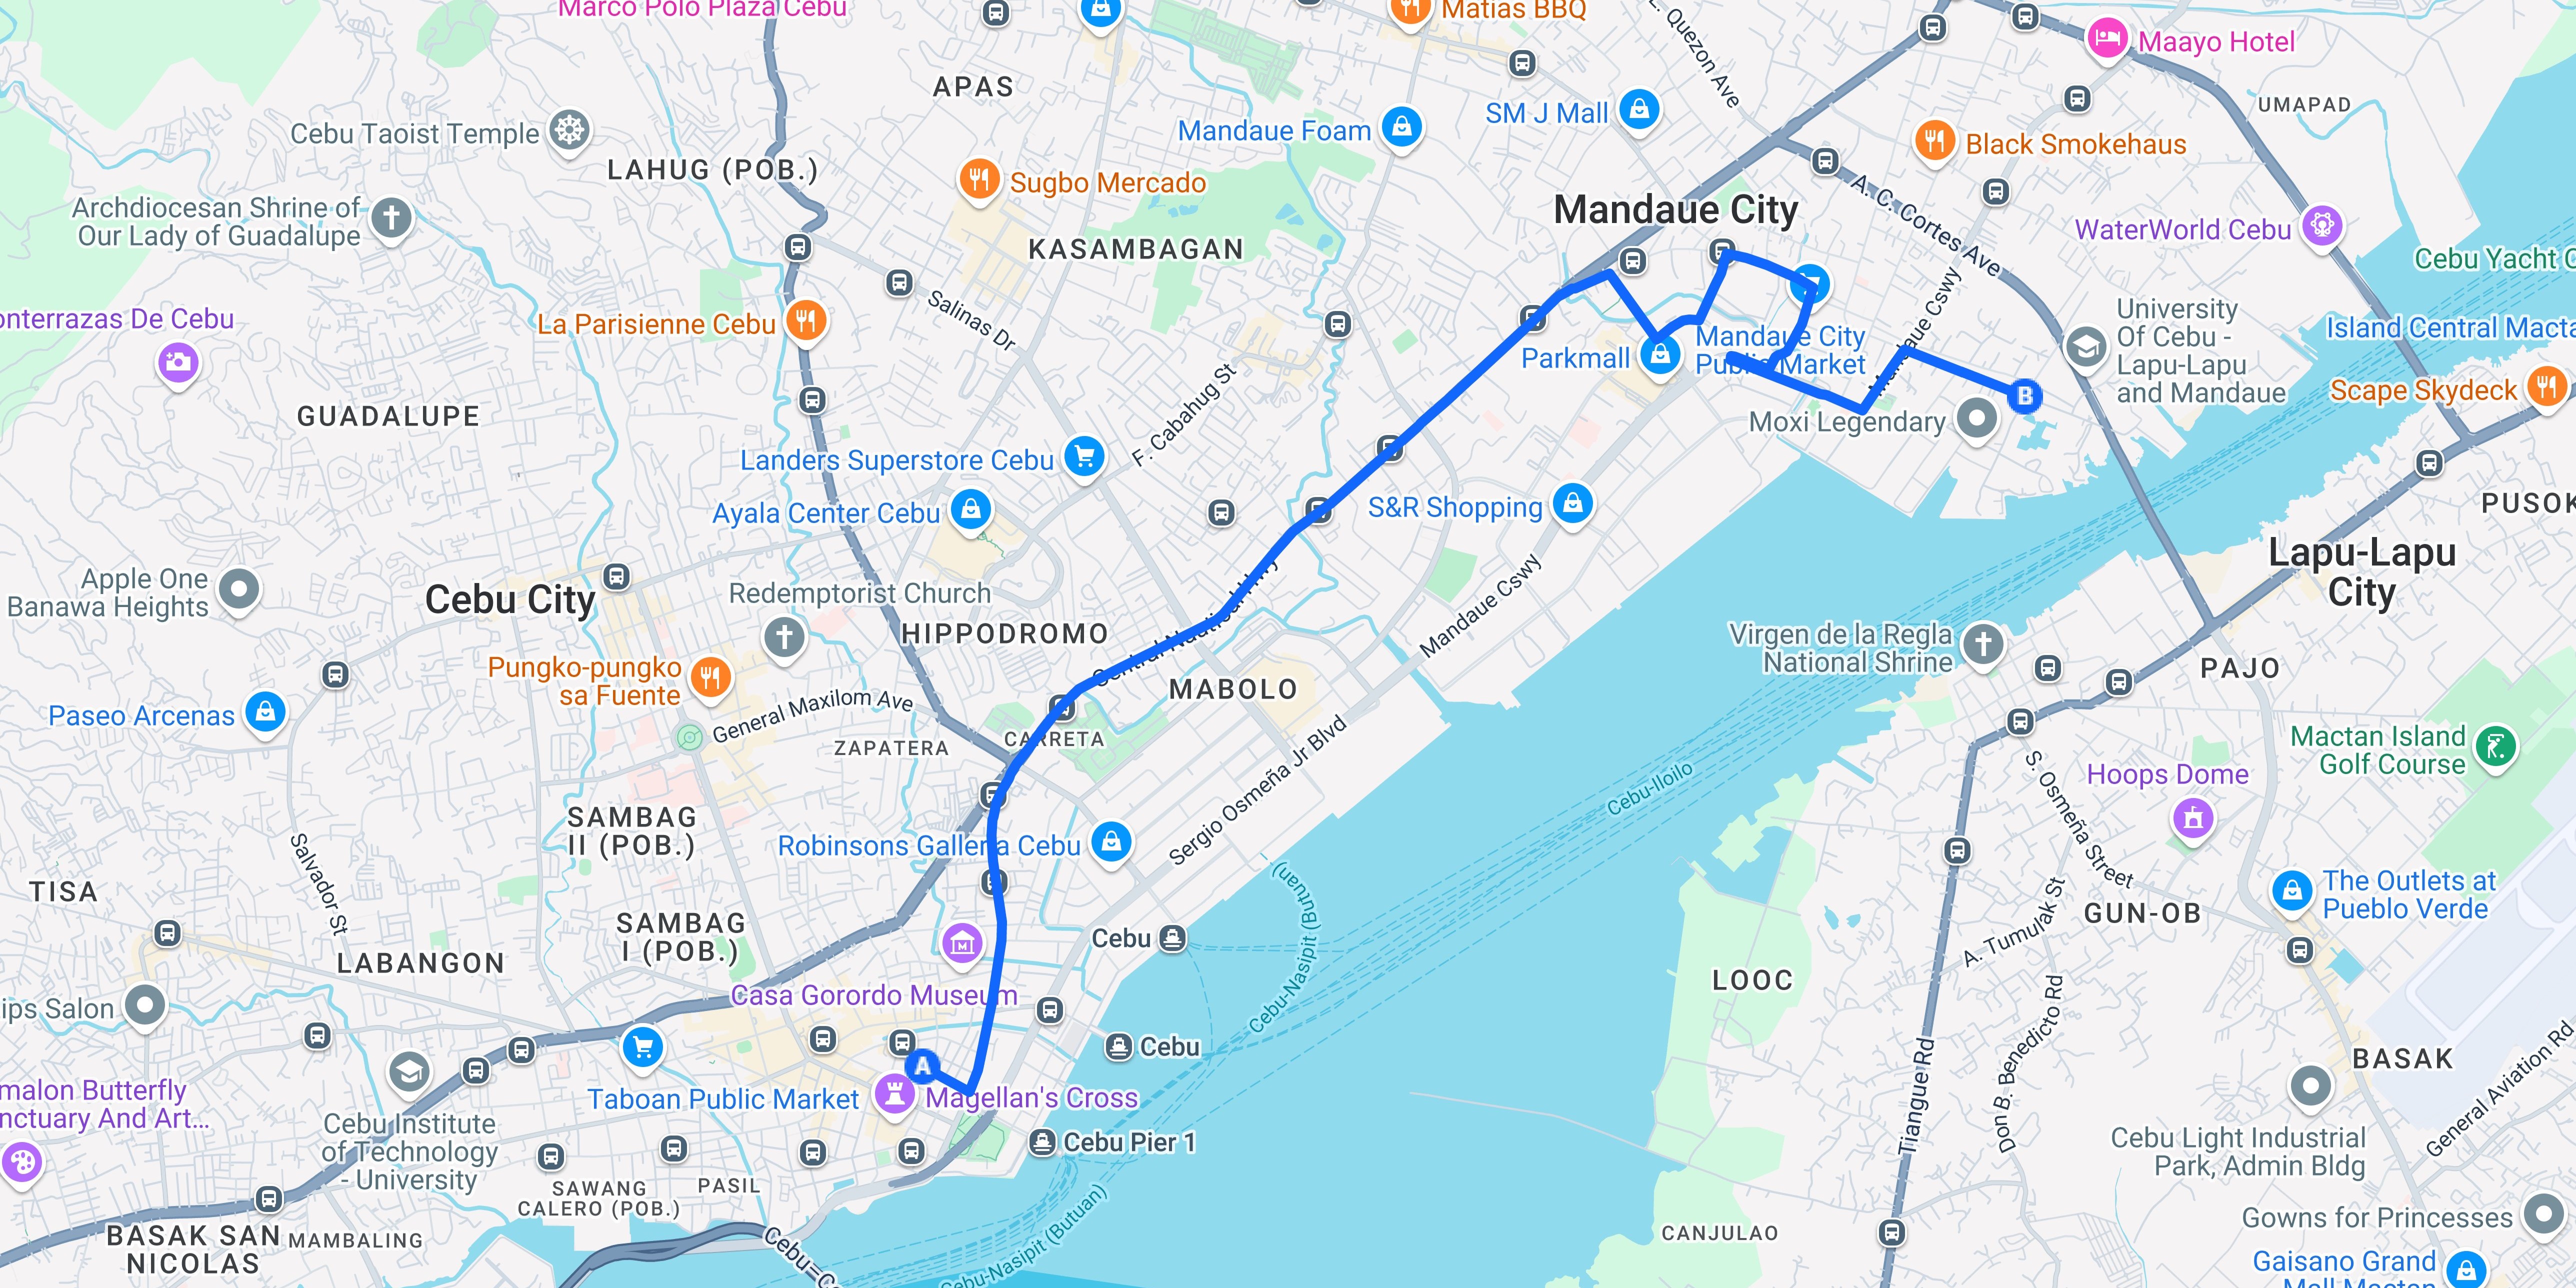 Marco Polo Plaza Cebu
Matias BBQ
L. Quezon Ave
Maayo Hotel
APAS
UMAPAD
SM J Mall
Mandaue Foam
Cebu Taoist Temple
Black Smokehaus
LAHUG (POB.)
Sugbo Mercado
A. C. Cortes Ave
Archdiocesan Shrine of
Our Lady of Guadalupe
Mandaue City
WaterWorld Cebu
KASAMBAGAN
Cebu Yacht C
Salinas Dr
onterrazas De Cebu
La Parisienne Cebu
University
Of Cebu -
Lapu-Lapu
and Mandaue
Island Central Macta
Mandaue City
Public Market
Parkmall
Mandaue Cswy
B
Scape Skydeck
GUADALUPE
F. Cabahug St
Moxi Legendary
Landers Superstore Cebu
Ayala Center Cebu
S&R Shopping
PUSOK
Lapu-Lapu
City
Apple One
Banawa Heights
Cebu City
Redemptorist Church
Central Nautical Hwy
Mandaue Cswy
HIPPODROMO
Virgen de la Regla
National Shrine
Pungko-pungko
sa Fuente
PAJO
MABOLO
General Maxilom Ave
Paseo Arcenas
ZAPATERA
CARRETA
Mactan Island
Golf Course
Sergio Osmeña Jr Blvd
Cebu-Iloilo
S. Osmeña Street
Hoops Dome
SAMBAG
II (POB.)
Robinsons Galleria Cebu
Salvador St
TISA
Cebu-Nasipit (Butuan)
(Butuan)
A. Tumulak St
The Outlets at
Pueblo Verde
GUN-OB
SAMBAG
I (POB.)
Cebu
LABANGON
LOOC
Casa Gorordo Museum
ips Salon
Don B. Benedicto Rd
Cebu
BASAK
Tiangue Rd
General Aviation Rd
A
malon Butterfly
nctuary And Art...
Taboan Public Market
Magellan's Cross
Cebu Institute
of Technology
- University
Cebu Pier 1
Cebu Light Industrial
Park, Admin Bldg
SAWANG
CALERO (POB.)
PASIL
Cebu-Nasipit (Butuan)
BASAK SAN
NICOLAS
MAMBALING
CANJULAO
Gowns for Princesses
Cebu-Co
Gaisano Grand
Mall Mactan